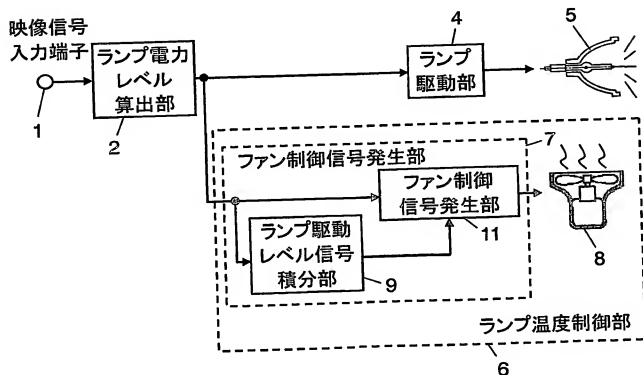 映像信号
入力端子
1
ランプ電力
レベル
算出部
2
4
ランプ
駆動部
5
7
ファン制御信号発生部
ファン制御
信号発生部
11
ランプ駆動
レベル信号
積分部
9
8
ランプ温度制御部
6